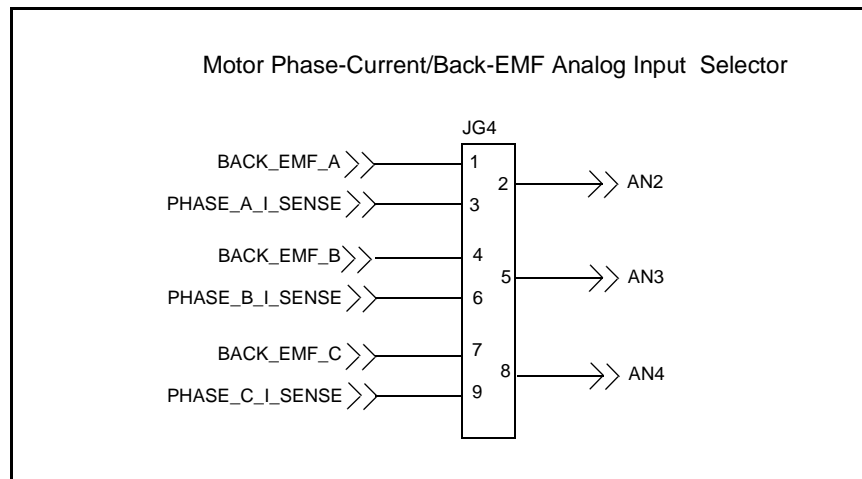 Motor Phase-Current/Back-EMF Analog Input Selector
JG4
BACK_EMF_A
1
2
AN2
PHASE_A_I_SENSE
3
BACK_EMF_B
4
5
AN3
PHASE_B_I_SENSE
6
BACK_EMF_C
7
8
AN4
PHASE_C_I_SENSE
9